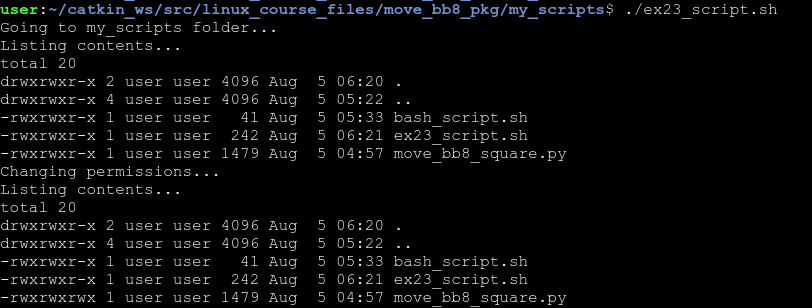 user:~/catkin_ws/src/linux_course_files/move_bb8_pkg/my_scripts$ ./ex23_script.sh
Going to my_scripts folder...
Listing contents...
total 20
drwxrwxr-x 2 user user 4096 Aug  5 06:20 .
drwxrwxr-x 4 user user 4096 Aug  5 05:22 ..
-rwxrwxr-x 1 user user   41 Aug  5 05:33 bash_script.sh
-rwxrwxr-x 1 user user  242 Aug  5 06:21 ex23_script.sh
-rwxrwxr-x 1 user user 1479 Aug  5 04:57 move_bb8_square.py
Changing permissions...
Listing contents...
total 20
drwxrwxr-x 2 user user 4096 Aug  5 06:20 .
drwxrwxr-x 4 user user 4096 Aug  5 05:22 ..
-rwxrwxr-x 1 user user   41 Aug  5 05:33 bash_script.sh
-rwxrwxr-x 1 user user  242 Aug  5 06:21 ex23_script.sh
-rwxrwxrwx 1 user user 1479 Aug  5 04:57 move_bb8_square.py